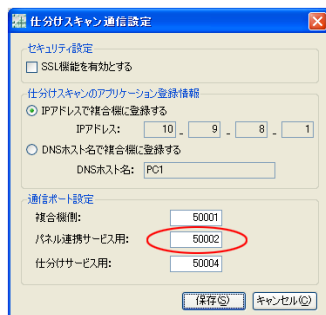 仕分けスキャン通信設定
セキュリティ設定
SSL機能を有効とする
仕分けスキャンのアプリケーション登録情報
IPアドレスで複合機に登録する
IPアドレス: 10 . 9 . 8 . 1
DNSホスト名で複合機に登録する
DNSホスト名: PC1
通信ポート設定
複合機側: 50001
パネル連携サービス用: 50002
仕分けサービス用: 50004
保存(S) キャンセル(C)